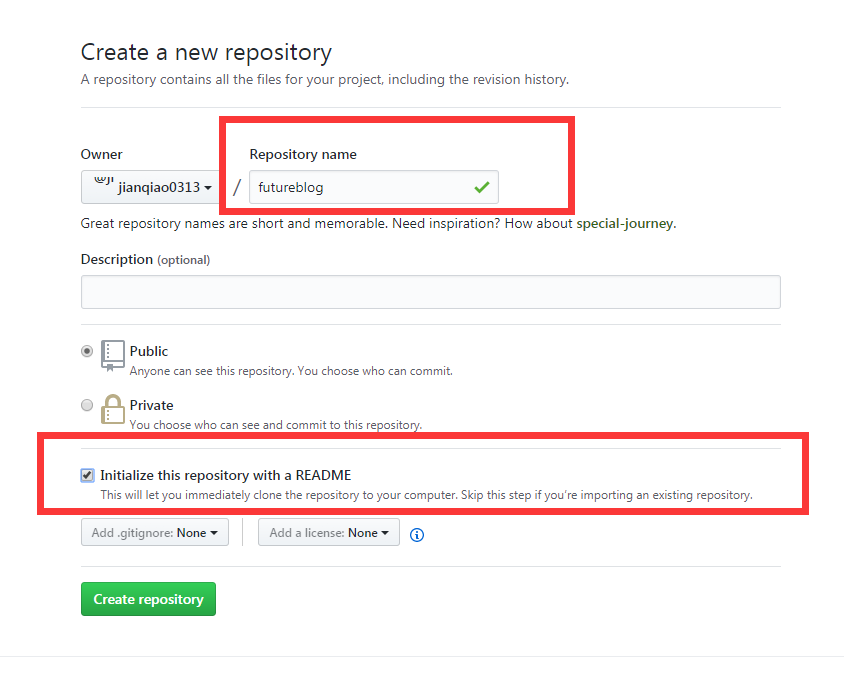 Create a new repository
A repository contains all the files for your project, including the revision history.
Owner Repository name
jianqiao0313 / futureblog
Great repository names are short and memorable. Need inspiration? How about special-journey.
Description (optional)
Public
Anyone can see this repository. You choose who can commit.
Private
You choose who can see and commit to this repository.
Initialize this repository with a README
This will let you immediately clone the repository to your computer. Skip this step if you're importing an existing repository.
Add .gitignore: None Add a license: None
Create repository